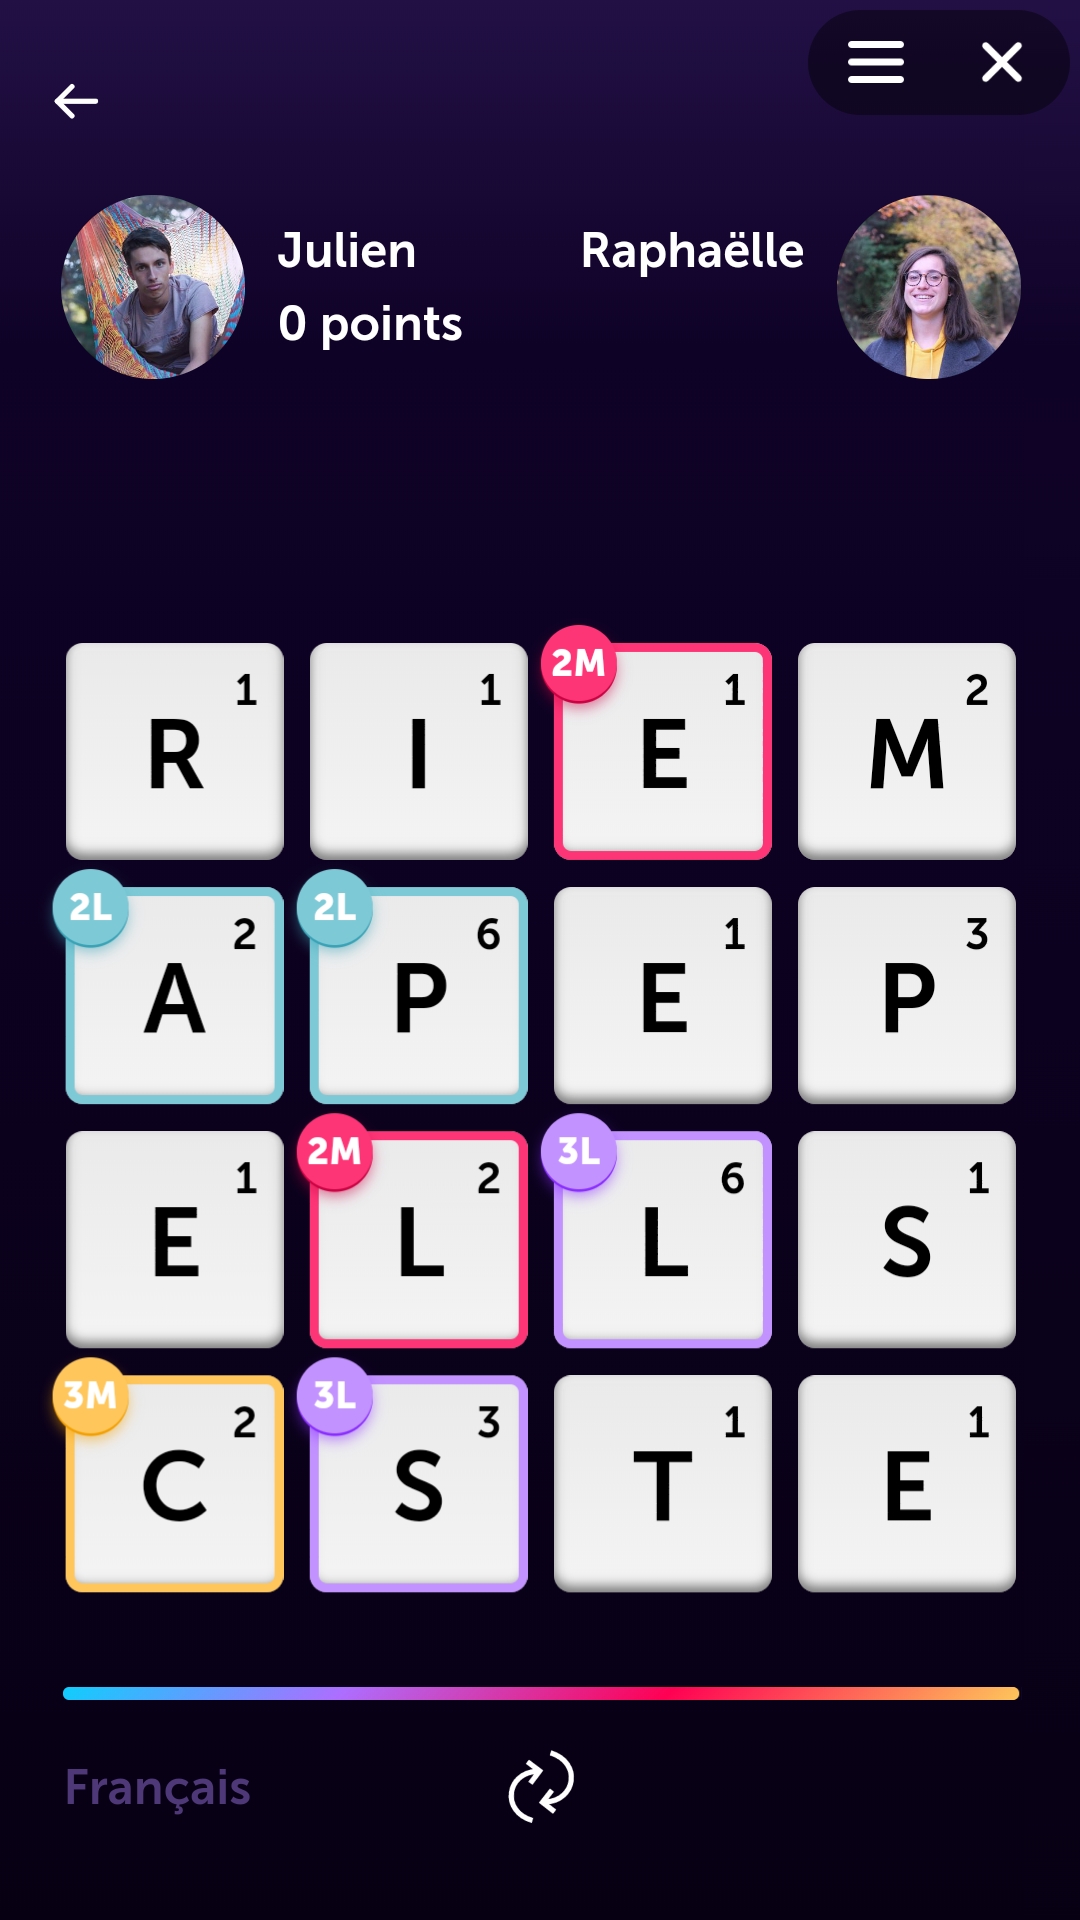 Julien
Raphaëlle
0 points
1 1 2M 1 2
R I E M
2L 2 2L 6 1 3
A P E P
1 2M 2 3L 6 1
E L L S
3M 2 3L 3 1 1
C S T E
Français